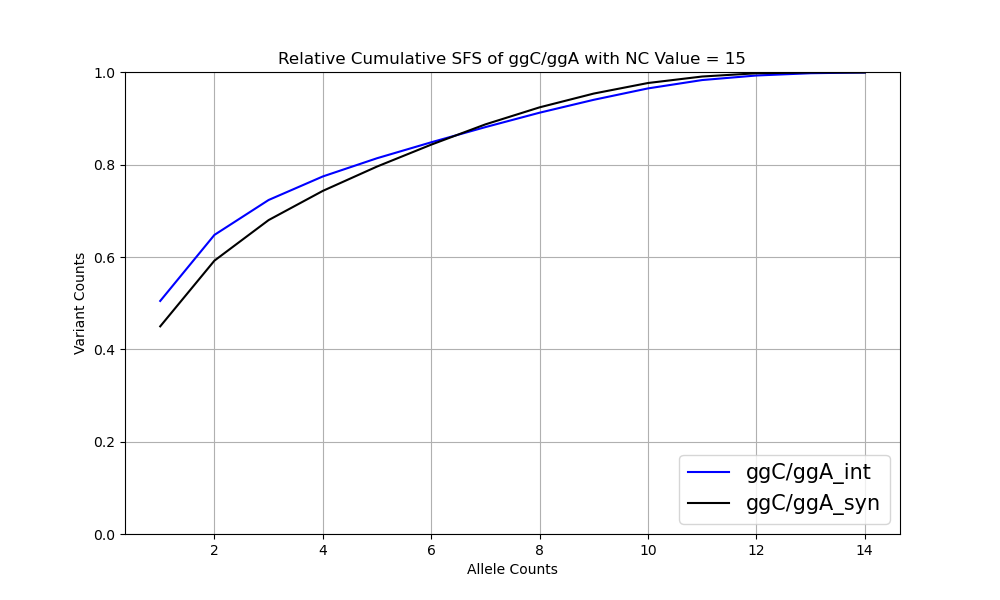 Relative Cumulative SFS of ggC/ggA with NC Value = 15
1.0
0.8
0.6
0.4
0.2
0.0
Variant Counts
2 4 6 8 10 12 14
Allele Counts
ggC/ggA_int
ggC/ggA_syn